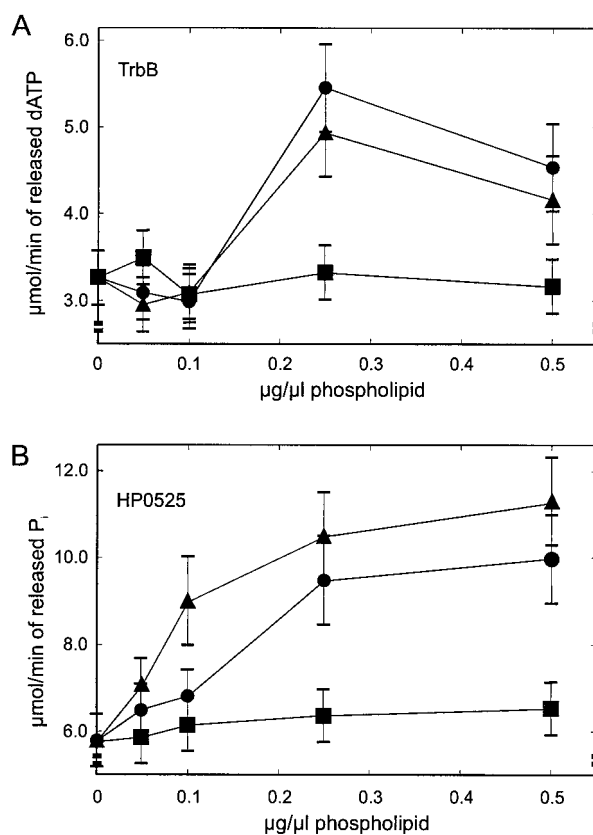 A
TrbB
µmol/min of released dATP
6.0
5.0
4.0
3.0
0 0.1 0.2 0.3 0.4 0.5
µg/µl phospholipid
B
HP0525
µmol/min of released Pi
12.0
10.0
8.0
6.0
0 0.1 0.2 0.3 0.4 0.5
µg/µl phospholipid